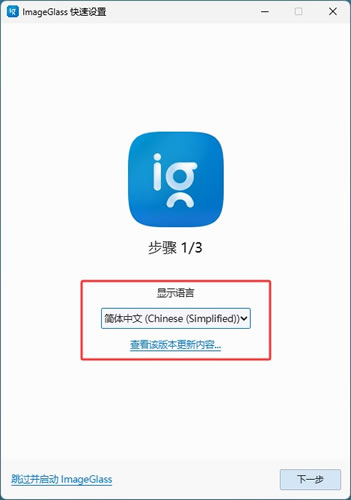 ImageGlass 快速设置
ig
步骤 1/3
显示语言
简体中文 (Chinese (Simplified))
查看该版本更新内容...
跳过并启动 ImageGlass
下一步